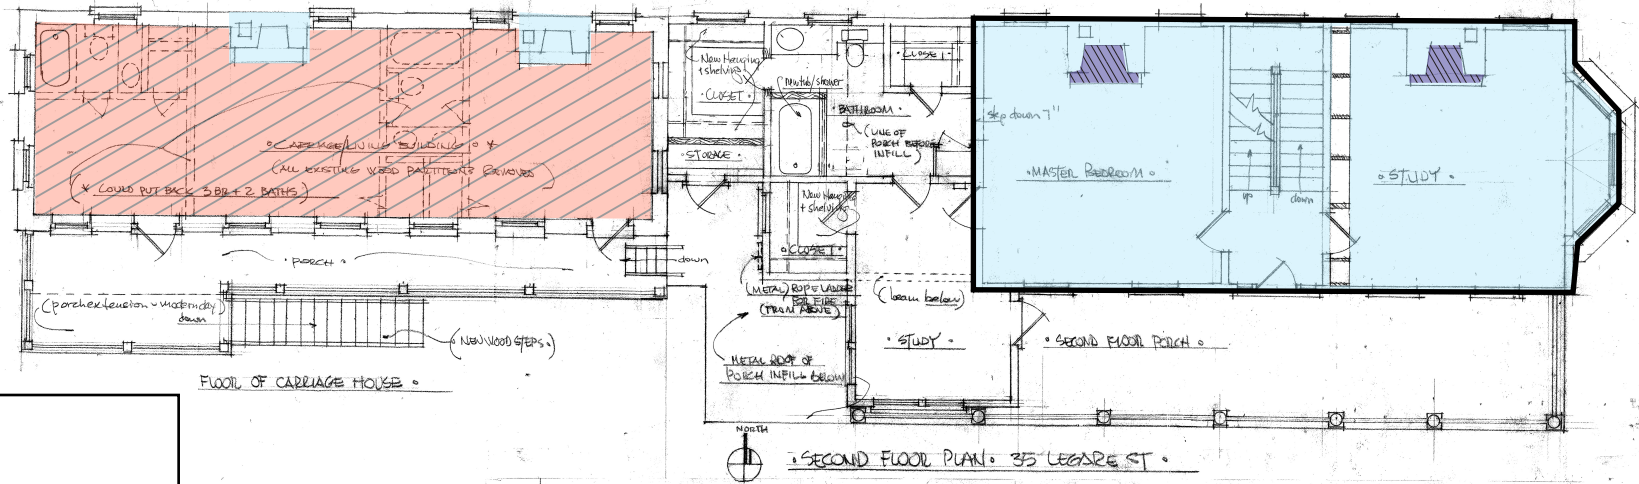 New Hanging
+ shelving
• CLOSET •
STORAGE •
new tub/shower
• BATHROOM •
(LINE OF
PORCH BEFORE
INFILL)
• CLOSET
step down 7"
• MASTER BEDROOM •
up
down
• STUDY •
• CARRIAGE/LIVING BUILDING • *
(ALL EXISTING WOOD PARTITIONS REMOVED)
* COULD PUT BACK 3 BR + 2 BATHS)
New Hanging
+ shelving
• CLOSET •
• PORCH •
down
(porch extension - modern day)
down
(NEW WOOD STEPS •)
(METAL) ROPE LADDER
FOR FIRE
(FROM ABOVE)
(beam below)
• STUDY •
• SECOND FLOOR PORCH •
METAL ROOF OF
PORCH INFILL BELOW
FLOOR OF CARRIAGE HOUSE •
NORTH
• SECOND FLOOR PLAN • 35 LEGARE ST •